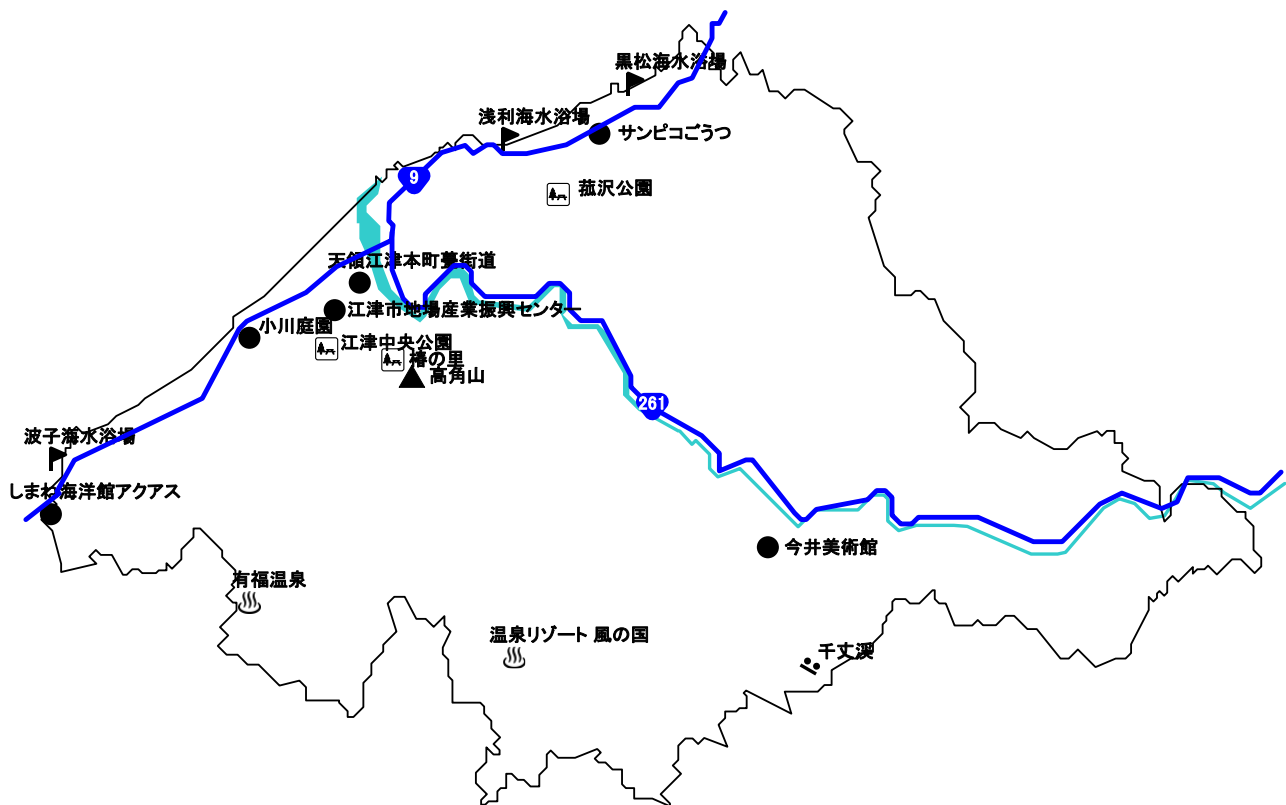 黒松海水浴場
浅利海水浴場
サンピコごうつ
9
菰沢公園
天領江津本町甍街道
江津市地場産業振興センター
小川庭園
江津中央公園
椿の里
高角山
261
波子海水浴場
しまね海洋館アクアス
今井美術館
有福温泉
温泉リゾート 風の国
千丈渓